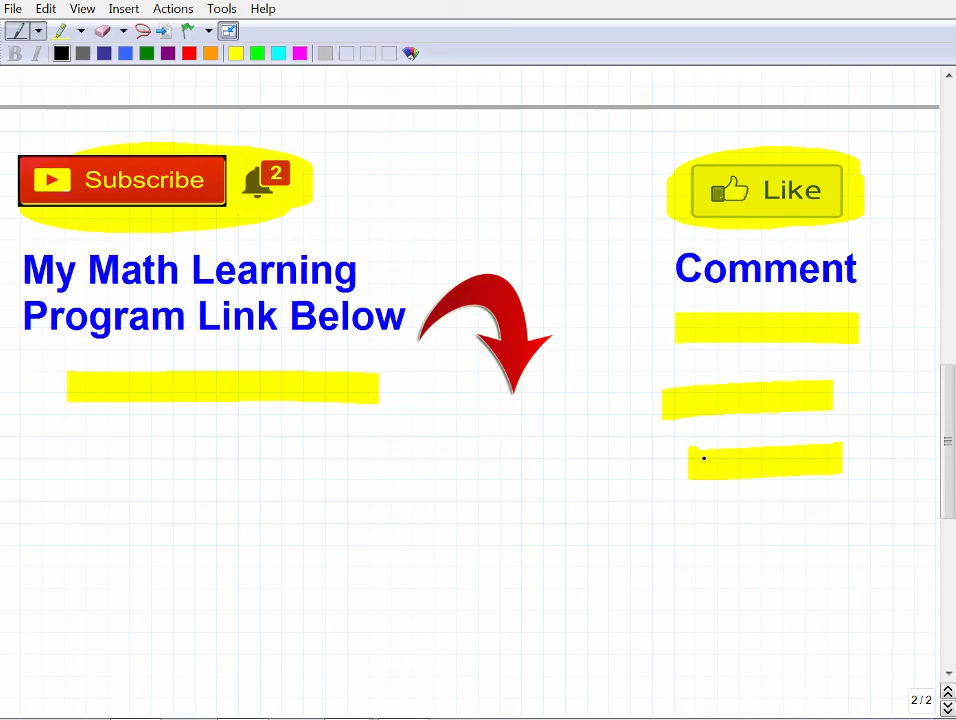 File Edit View Insert Actions Tools Help
B I
Subscribe 2
Like
My Math Learning
Program Link Below
Comment
2 / 2